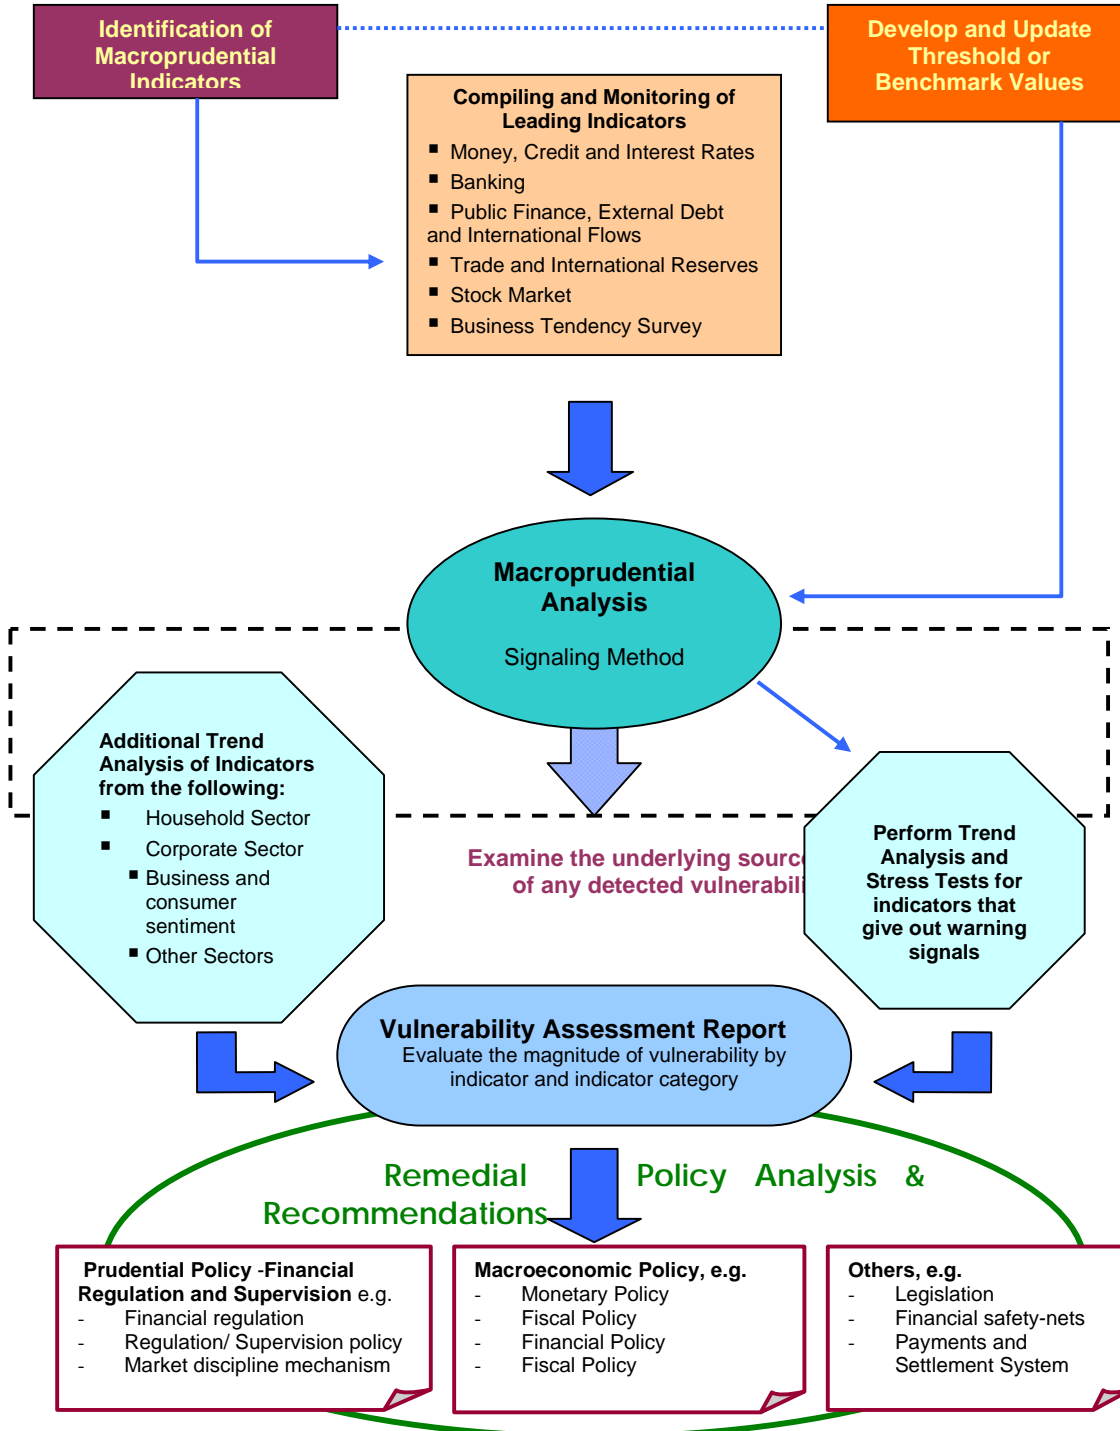 Identification of
Macroprudential
Indicators
Develop and Update
Threshold or
Benchmark Values
Compiling and Monitoring of
Leading Indicators
▪ Money, Credit and Interest Rates
▪ Banking
▪ Public Finance, External Debt
and International Flows
▪ Trade and International Reserves
▪ Stock Market
▪ Business Tendency Survey
Macroprudential
Analysis
Signaling Method
Additional Trend
Analysis of Indicators
from the following:
▪ Household Sector
▪ Corporate Sector
▪ Business and
consumer
sentiment
▪ Other Sectors
Examine the underlying sourc
of any detected vulnerabili
Perform Trend
Analysis and
Stress Tests for
indicators that
give out warning
signals
Vulnerability Assessment Report
Evaluate the magnitude of vulnerability by
indicator and indicator category
Remedial Policy Analysis &
Recommendations
Prudential Policy -Financial
Regulation and Supervision e.g.
- Financial regulation
- Regulation/ Supervision policy
- Market discipline mechanism
Macroeconomic Policy, e.g.
- Monetary Policy
- Fiscal Policy
- Financial Policy
- Fiscal Policy
Others, e.g.
- Legislation
- Financial safety-nets
- Payments and
Settlement System